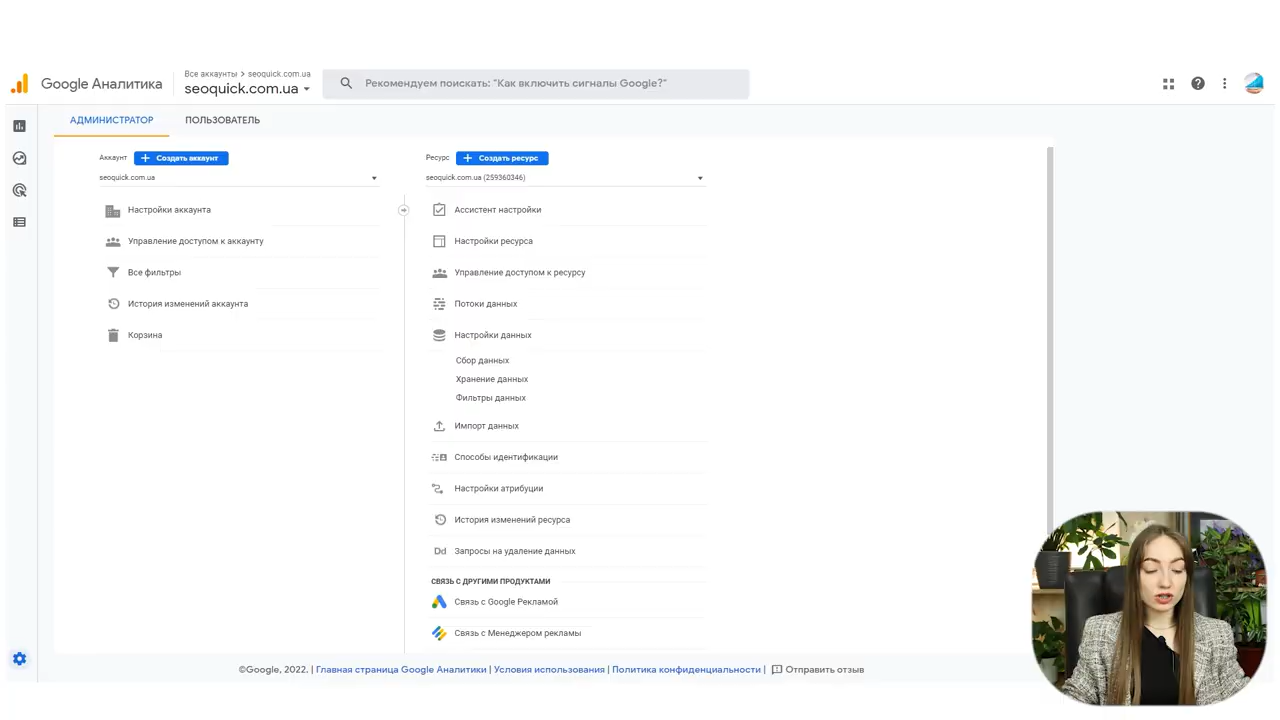 Google Аналитика
Все аккаунты > seoquick.com.ua
seoquick.com.ua
Рекомендуем поискать: "Как включить сигналы Google?"
АДМИНИСТРАТОР
ПОЛЬЗОВАТЕЛЬ
Аккаунт
Создать аккаунт
seoquick.com.ua
Настройки аккаунта
Управление доступом к аккаунту
Все фильтры
История изменений аккаунта
Корзина
Ресурс
Создать ресурс
seoquick.com.ua (259360346)
Ассистент настройки
Настройки ресурса
Управление доступом к ресурсу
Потоки данных
Настройки данных
Сбор данных
Хранение данных
Фильтры данных
Импорт данных
Способы идентификации
Настройки атрибуции
История изменений ресурса
Dd Запросы на удаление данных
СВЯЗЬ С ДРУГИМИ ПРОДУКТАМИ
Связь с Google Рекламой
Связь с Менеджером рекламы
©Google, 2022. | Главная страница Google Аналитики | Условия использования | Политика конфиденциальности | Отправить отзыв